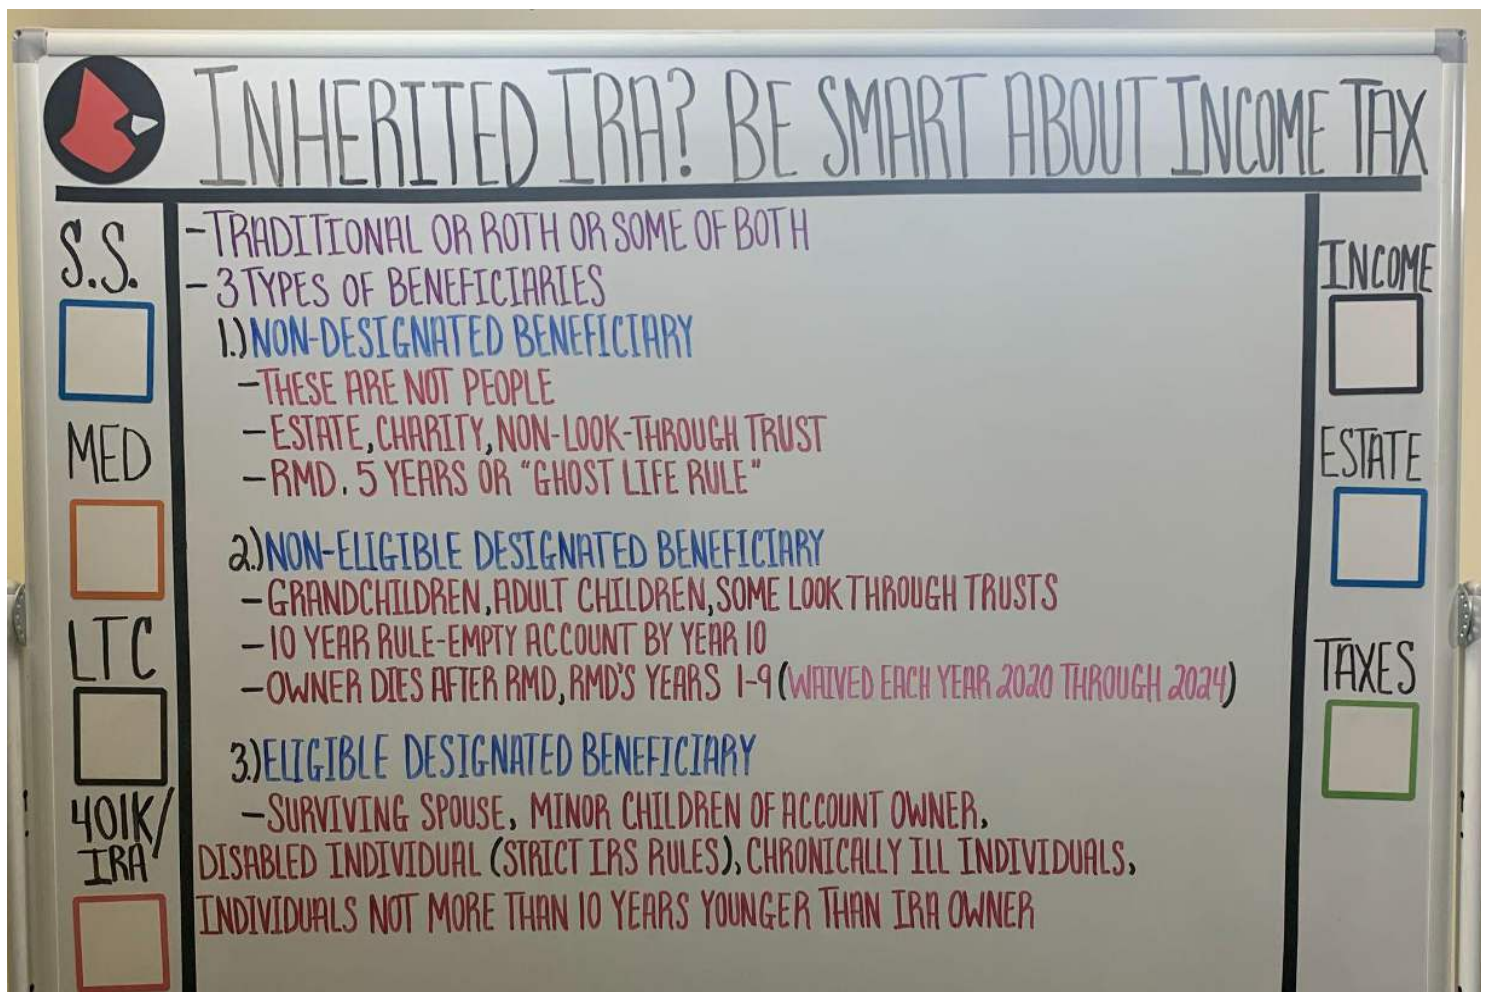 INHERITED IRA? BE SMART ABOUT INCOME TAX
S.S.
MED
LTC
401K/
IRA
- TRADITIONAL OR ROTH OR SOME OF BOTH
- 3 TYPES OF BENEFICIARIES
1.) NON-DESIGNATED BENEFICIARY
- THESE ARE NOT PEOPLE
- ESTATE, CHARITY, NON-LOOK-THROUGH TRUST
- RMD. 5 YEARS OR "GHOST LIFE RULE"
2.) NON-ELIGIBLE DESIGNATED BENEFICIARY
- GRANDCHILDREN, ADULT CHILDREN, SOME LOOK THROUGH TRUSTS
- 10 YEAR RULE-EMPTY ACCOUNT BY YEAR 10
- OWNER DIES AFTER RMD, RMD'S YEARS 1-9 (WAIVED EACH YEAR 2020 THROUGH 2024)
3.) ELIGIBLE DESIGNATED BENEFICIARY
- SURVIVING SPOUSE, MINOR CHILDREN OF ACCOUNT OWNER,
DISABLED INDIVIDUAL (STRICT IRS RULES), CHRONICALLY ILL INDIVIDUALS,
INDIVIDUALS NOT MORE THAN 10 YEARS YOUNGER THAN IRA OWNER
INCOME
ESTATE
TAXES